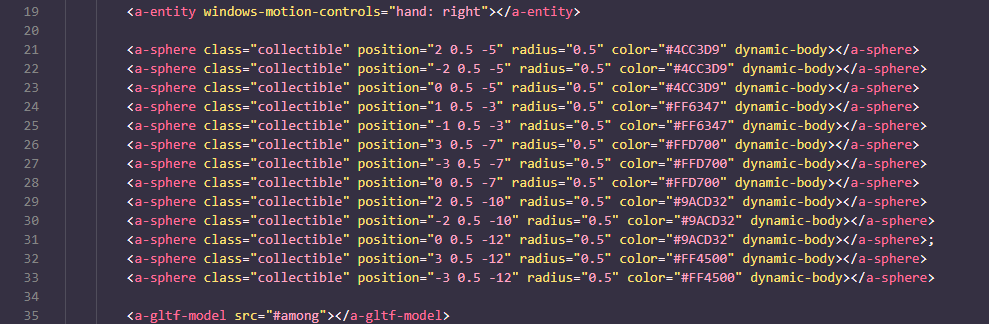 19 <a-entity windows-motion-controls="hand: right"></a-entity>
20
21 <a-sphere class="collectible" position="2 0.5 -5" radius="0.5" color="#4CC3D9" dynamic-body></a-sphere>
22 <a-sphere class="collectible" position="-2 0.5 -5" radius="0.5" color="#4CC3D9" dynamic-body></a-sphere>
23 <a-sphere class="collectible" position="0 0.5 -5" radius="0.5" color="#4CC3D9" dynamic-body></a-sphere>
24 <a-sphere class="collectible" position="1 0.5 -3" radius="0.5" color="#FF6347" dynamic-body></a-sphere>
25 <a-sphere class="collectible" position="-1 0.5 -3" radius="0.5" color="#FF6347" dynamic-body></a-sphere>
26 <a-sphere class="collectible" position="3 0.5 -7" radius="0.5" color="#FFD700" dynamic-body></a-sphere>
27 <a-sphere class="collectible" position="-3 0.5 -7" radius="0.5" color="#FFD700" dynamic-body></a-sphere>
28 <a-sphere class="collectible" position="0 0.5 -7" radius="0.5" color="#FFD700" dynamic-body></a-sphere>
29 <a-sphere class="collectible" position="2 0.5 -10" radius="0.5" color="#9ACD32" dynamic-body></a-sphere>
30 <a-sphere class="collectible" position="-2 0.5 -10" radius="0.5" color="#9ACD32" dynamic-body></a-sphere>
31 <a-sphere class="collectible" position="0 0.5 -12" radius="0.5" color="#9ACD32" dynamic-body></a-sphere>;
32 <a-sphere class="collectible" position="3 0.5 -12" radius="0.5" color="#FF4500" dynamic-body></a-sphere>
33 <a-sphere class="collectible" position="-3 0.5 -12" radius="0.5" color="#FF4500" dynamic-body></a-sphere>
34
35 <a-gltf-model src="#among"></a-gltf-model>